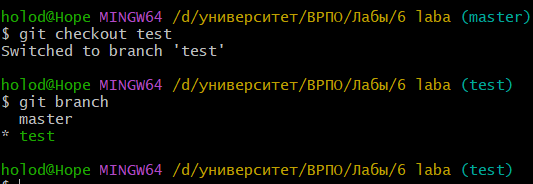 holod@Hope MINGW64 /d/университет/ВРПО/Лабы/6 laba (master)
$ git checkout test
Switched to branch 'test'
holod@Hope MINGW64 /d/университет/ВРПО/Лабы/6 laba (test)
$ git branch
  master
* test
holod@Hope MINGW64 /d/университет/ВРПО/Лабы/6 laba (test)
$